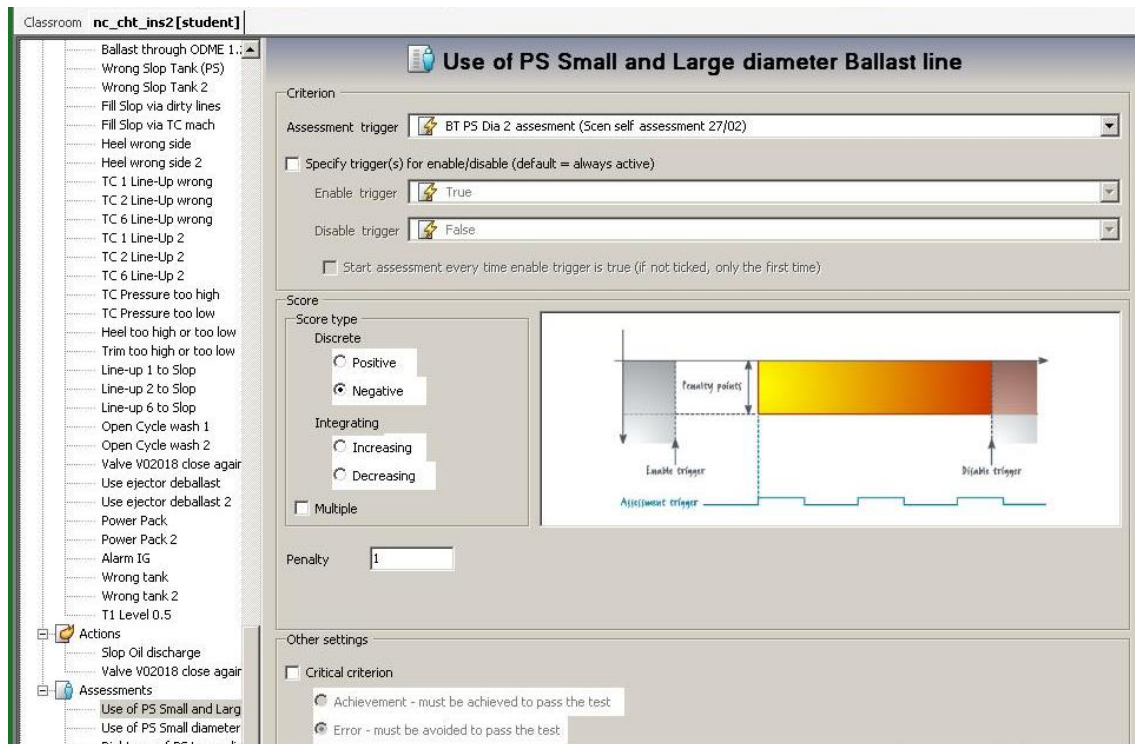 Classroom nc_cht_ins2 [student]
Ballast through ODME 1.
Wrong Slop Tank (PS)
Wrong Slop Tank 2
Fill Slop via dirty lines
Fill Slop via TC mach
Heel wrong side
Heel wrong side 2
TC 1 Line-Up wrong
TC 2 Line-Up wrong
TC 6 Line-Up wrong
TC 1 Line-Up 2
TC 2 Line-Up 2
TC 6 Line-Up 2
TC Pressure too high
TC Pressure too low
Heel too high or too low
Trim too high or too low
Line-up 1 to Slop
Line-up 2 to Slop
Line-up 6 to Slop
Open Cycle wash 1
Open Cycle wash 2
Valve V02018 close agair
Use ejector deballast
Use ejector deballast 2
Power Pack
Power Pack 2
Alarm IG
Wrong tank
Wrong tank 2
T1 Level 0.5
Actions
Slop Oil discharge
Valve V02018 close agair
Assessments
Use of PS Small and Larg
Use of PS Small diameter
Use of PS Small and Large diameter Ballast line
Criterion
Assessment trigger BT PS Dia 2 assesment (Scen self assessment 27/02)
Specify trigger(s) for enable/disable (default = always active)
Enable trigger True
Disable trigger False
Start assessment every time enable trigger is true (if not ticked, only the first time)
Score
Score type
Discrete
Positive
Negative
Integrating
Increasing
Decreasing
Multiple
Penalty points
Enable trigger
Disable trigger
Assessment trigger
Penalty 1
Other settings
Critical criterion
Achievement - must be achieved to pass the test
Error - must be avoided to pass the test